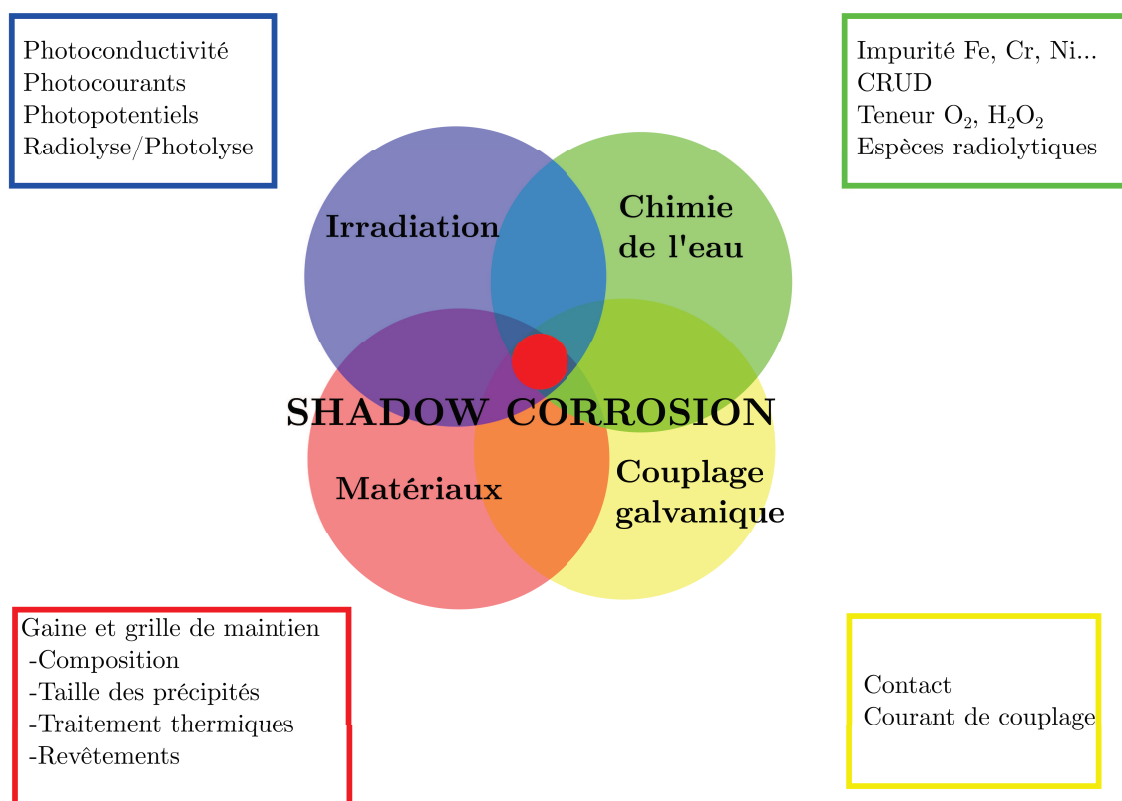 Photoconductivité
Photocourants
Photopotentiels
Radiolyse/Photolyse
Impurité Fe, Cr, Ni...
CRUD
Teneur O₂, H₂O₂
Espèces radiolytiques
Irradiation
Chimie
de l'eau
SHADOW CORROSION
Matériaux
Couplage
galvanique
Gaine et grille de maintien
-Composition
-Taille des précipités
-Traitement thermiques
-Revêtements
Contact
Courant de couplage